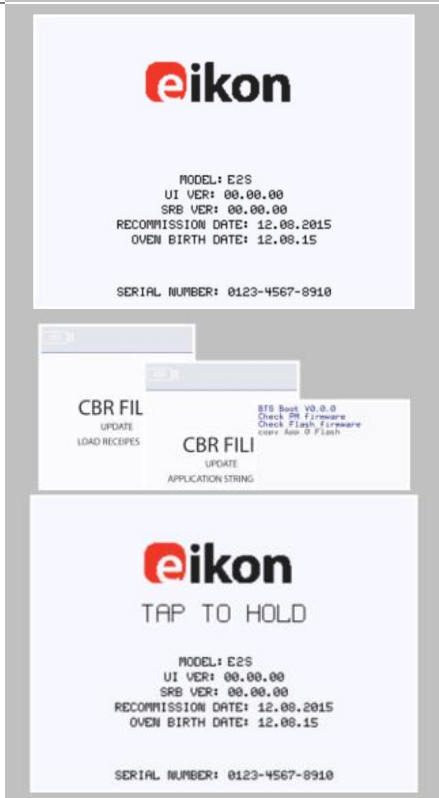 eikon
MODEL: E2S
UI VER: 00.00.00
SRB VER: 00.00.00
RECOMMISSION DATE: 12.08.2015
OVEN BIRTH DATE: 12.08.15
SERIAL NUMBER: 0123-4567-8910
CBR FIL
UPDATE
LOAD RECEIPES
CBR FILI
UPDATE
APPLICATION STRING
BTS Boot V0.0.0
Check PM firmware
Check Flash firmware
copy App @ Flash
eikon
TAP TO HOLD
MODEL: E2S
UI VER: 00.00.00
SRB VER: 00.00.00
RECOMMISSION DATE: 12.08.2015
OVEN BIRTH DATE: 12.08.15
SERIAL NUMBER: 0123-4567-8910